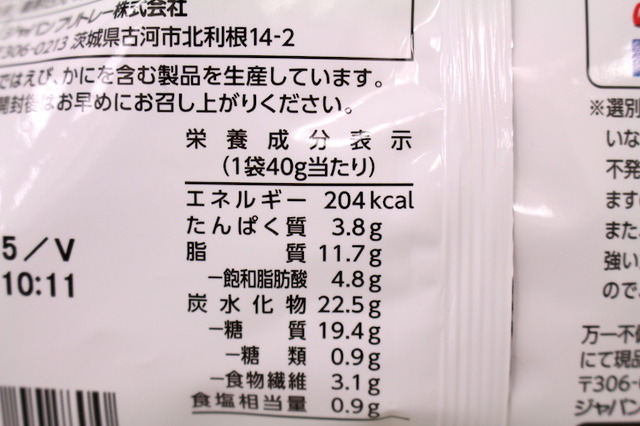 ジャパンフリトレー株式会社
〒306-0213 茨城県古河市北利根14-2
ではえび、かにを含む製品を生産しています。
開封後はお早めにお召し上がりください。
栄養成分表示
(1袋40g当たり)
エネルギー 204kcal
たんぱく質 3.8g
脂質 11.7g
−飽和脂肪酸 4.8g
炭水化物 22.5g
−糖質 19.4g
−糖類 0.9g
−食物繊維 3.1g
食塩相当量 0.9g
5/V
10:11
※選別
いな
不発
ます
また
強い
ので、
万一不
にて現品
〒306-
ジャパン